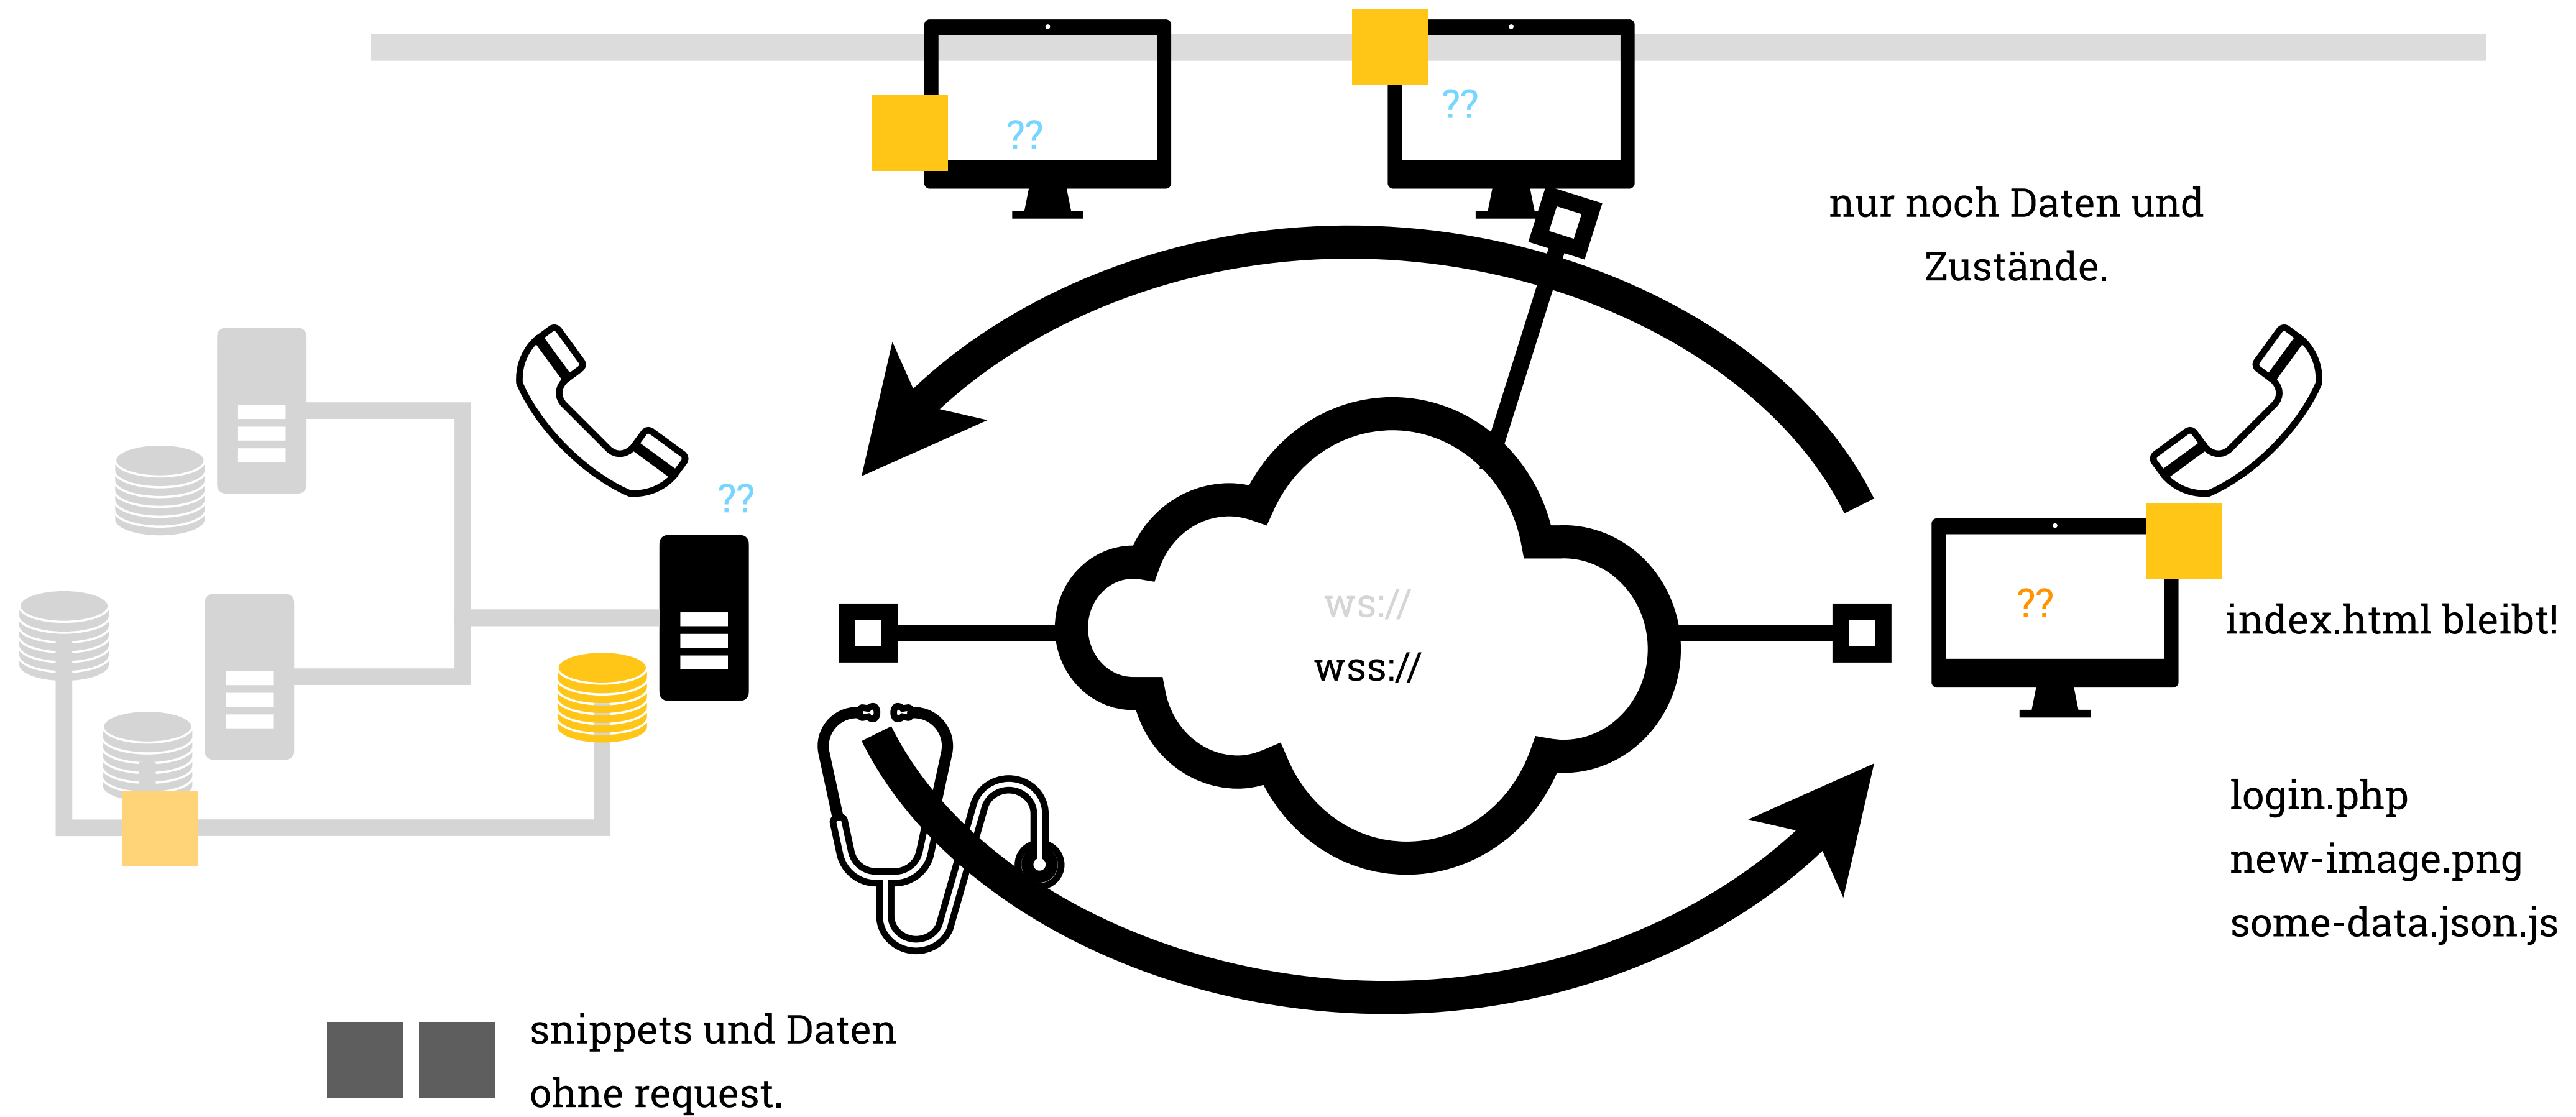 ??
??
nur noch Daten und
Zustände.
??
ws://
wss://
??
index.html bleibt!
login.php
new-image.png
some-data.json.js
snippets und Daten
ohne request.